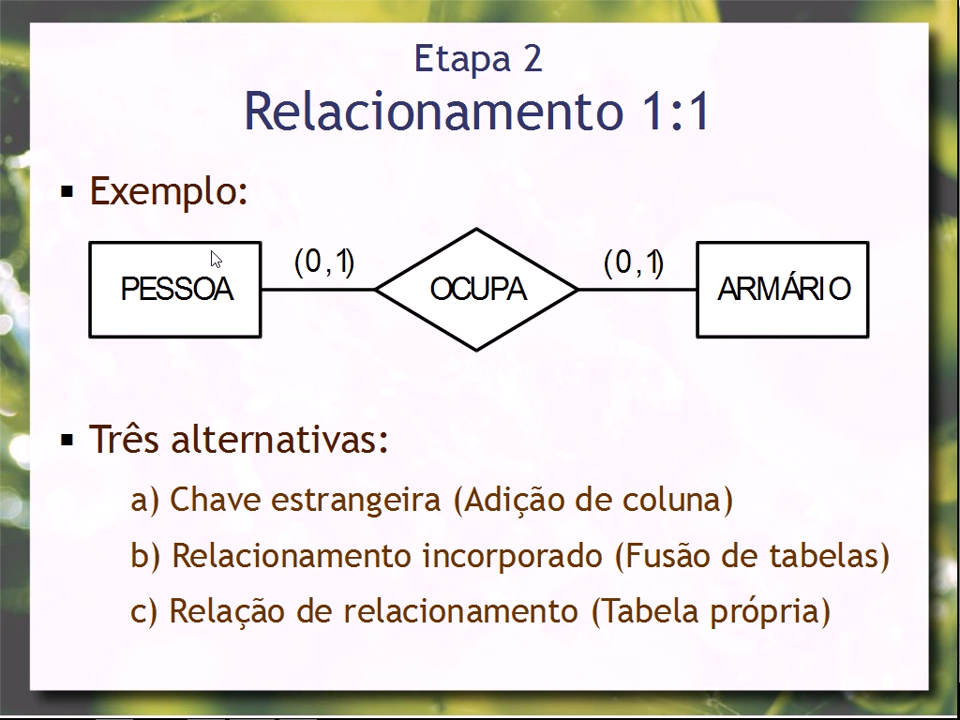 Etapa 2
Relacionamento 1:1
▪ Exemplo:
(0,1) (0,1)
PESSOA OCUPA ARMÁRIO
▪ Três alternativas:
a) Chave estrangeira (Adição de coluna)
b) Relacionamento incorporado (Fusão de tabelas)
c) Relação de relacionamento (Tabela própria)